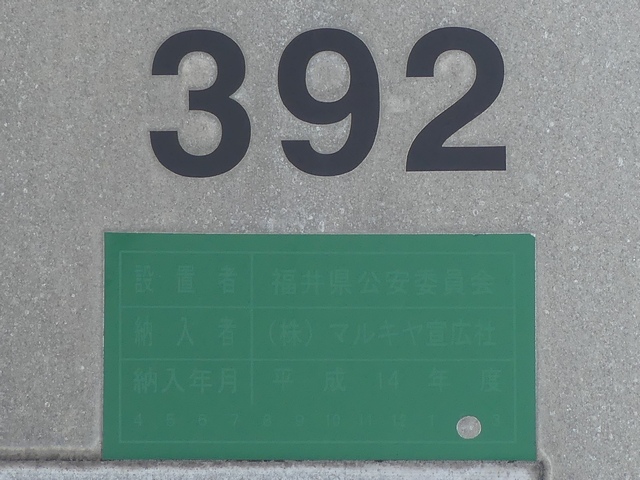 392
設置者 福井県公安委員会
納入者 (株)マルキヤ宣広社
納入年月 平成14年度
4 5 6 7 8 9 10 11 12 1 3